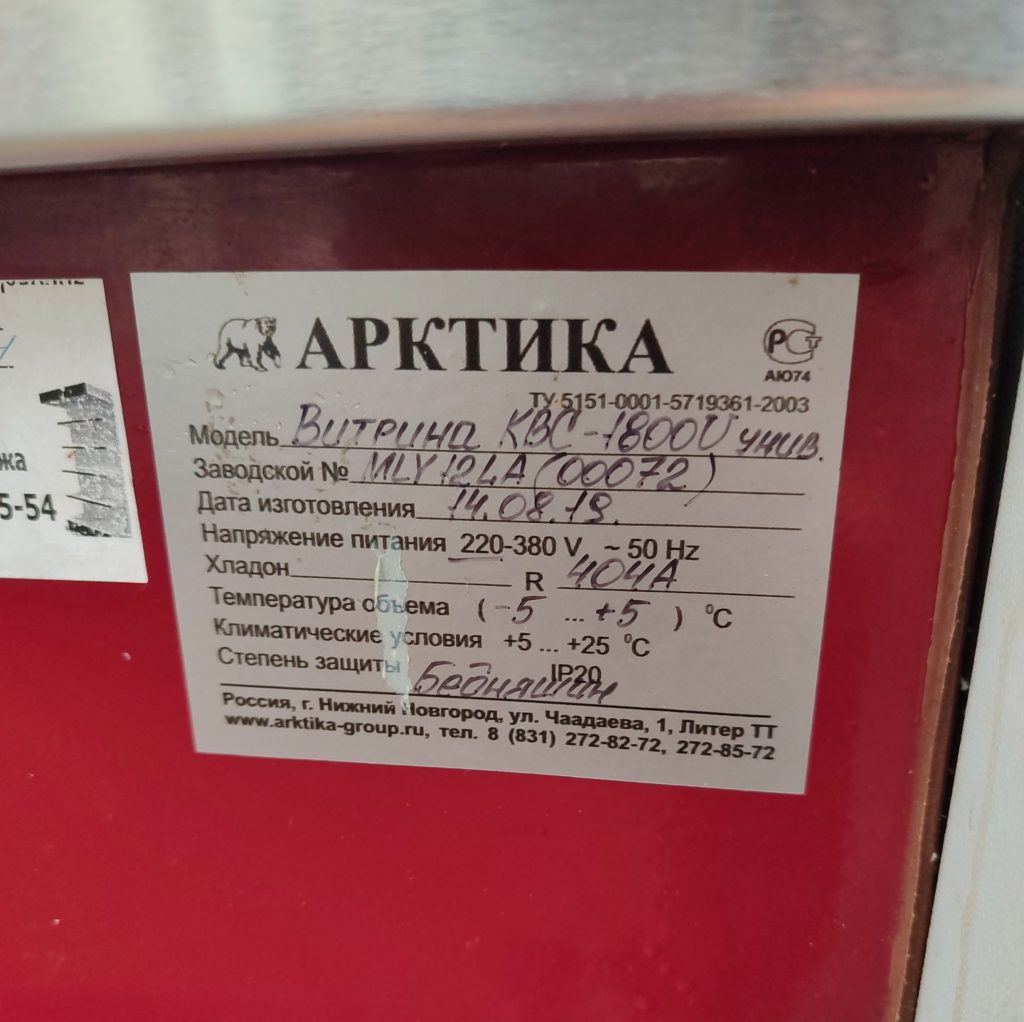 жа
5-54
АРКТИКА
РСТ
АЮ74
ТУ 5151-0001-5719361-2003
Модель Витрина КВС-1800U унив.
Заводской № MLY12LA (00072)
Дата изготовления 14.08.19.
Напряжение питания 220-380 V, ~ 50 Hz
Хладон R 404A
Температура объема ( -5 ... +5 ) °C
Климатические условия +5 ... +25 °C
Степень защиты IP20
Россия, г. Нижний Новгород, ул. Чаадаева, 1, Литер ТТ
www.arktika-group.ru, тел. 8 (831) 272-82-72, 272-85-72